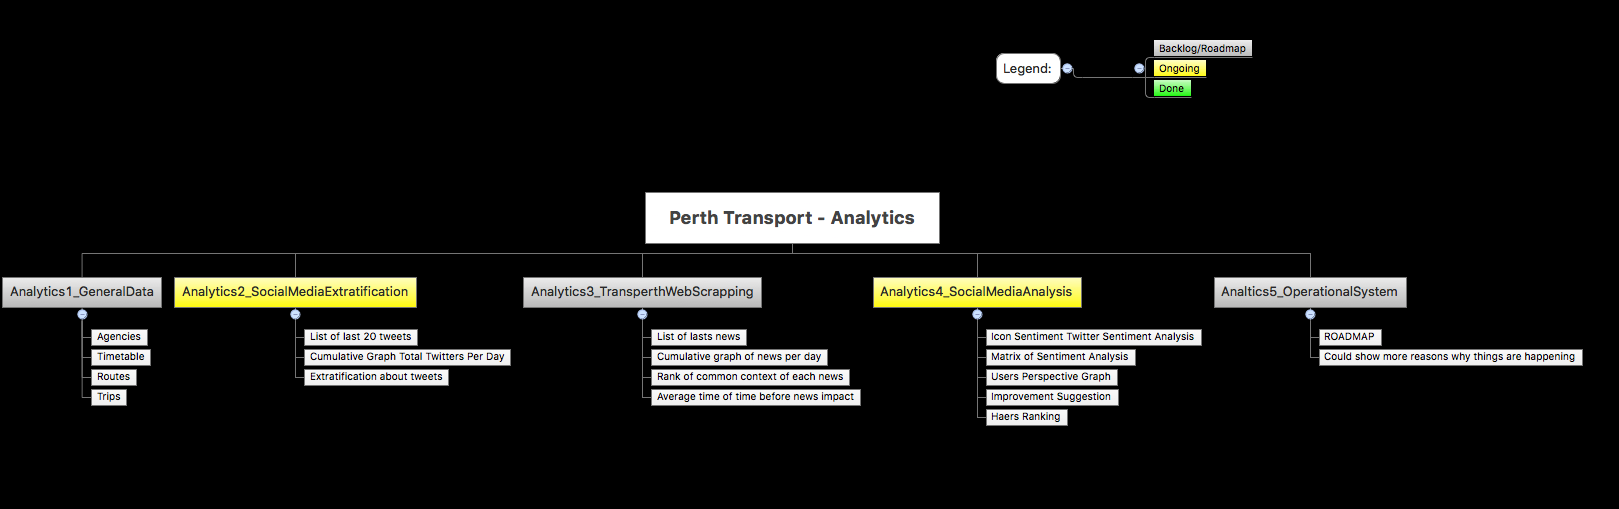 Legend:
Backlog/Roadmap
Ongoing
Done
Perth Transport - Analytics
Analytics1_GeneralData
Agencies
Timetable
Routes
Trips
Analytics2_SocialMediaExtratification
List of last 20 tweets
Cumulative Graph Total Twitters Per Day
Extratification about tweets
Analytics3_TransperthWebScrapping
List of lasts news
Cumulative graph of news per day
Rank of common context of each news
Average time of time before news impact
Analytics4_SocialMediaAnalysis
Icon Sentiment Twitter Sentiment Analysis
Matrix of Sentiment Analysis
Users Perspective Graph
Improvement Suggestion
Haers Ranking
Analtics5_OperationalSystem
ROADMAP
Could show more reasons why things are happening